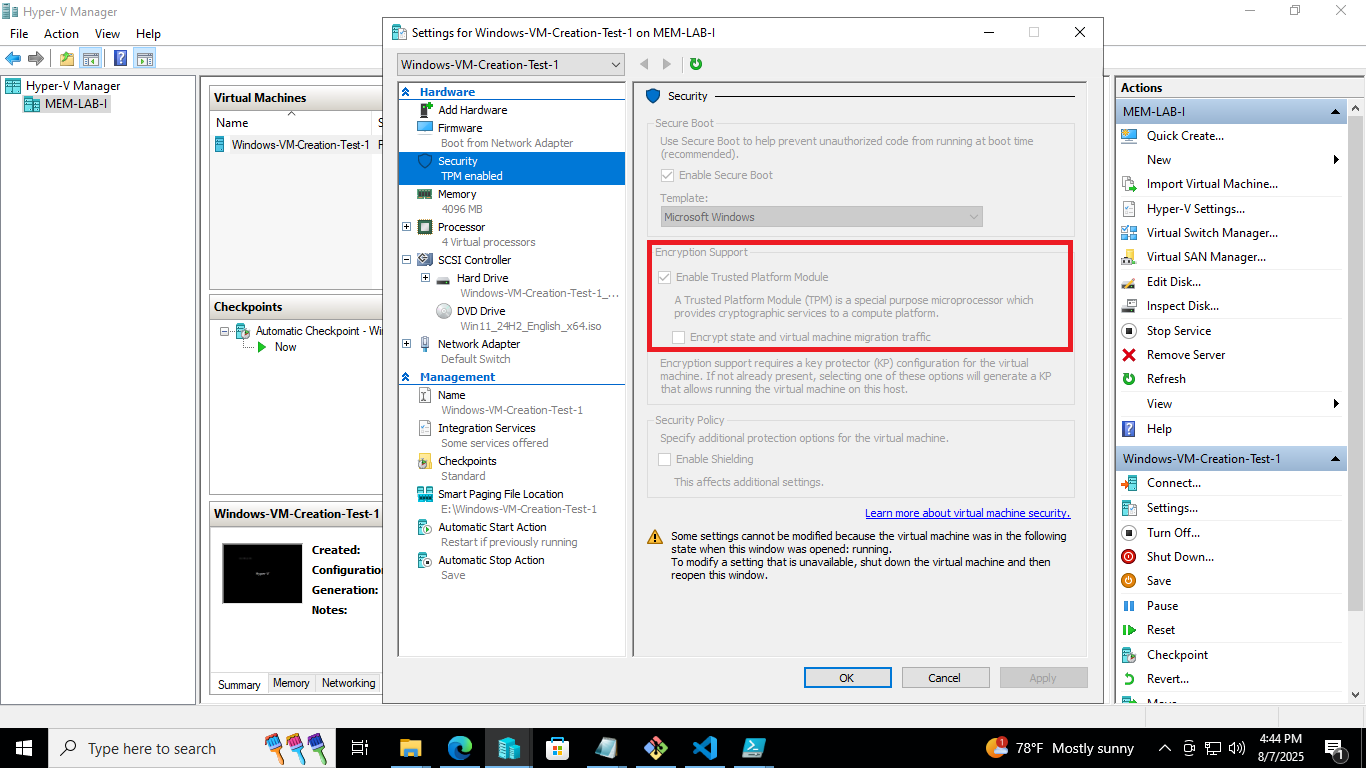 Hyper-V Manager
File Action View Help
Hyper-V Manager
MEM-LAB-I
Virtual Machines
Name
Windows-VM-Creation-Test-1
Checkpoints
Automatic Checkpoint - Wi
Now
Windows-VM-Creation-Test-1
Created:
Configuration
Generation:
Notes:
Summary Memory Networking
Settings for Windows-VM-Creation-Test-1 on MEM-LAB-I
Windows-VM-Creation-Test-1
Hardware
Add Hardware
Firmware
Boot from Network Adapter
Security
TPM enabled
Memory
4096 MB
Processor
4 Virtual processors
SCSI Controller
Hard Drive
Windows-VM-Creation-Test-1_...
DVD Drive
Win11_24H2_English_x64.iso
Network Adapter
Default Switch
Management
Name
Windows-VM-Creation-Test-1
Integration Services
Some services offered
Checkpoints
Standard
Smart Paging File Location
E:\Windows-VM-Creation-Test-1
Automatic Start Action
Restart if previously running
Automatic Stop Action
Save
Security
Secure Boot
Use Secure Boot to help prevent unauthorized code from running at boot time
(recommended).
Enable Secure Boot
Template:
Microsoft Windows
Encryption Support
Enable Trusted Platform Module
A Trusted Platform Module (TPM) is a special purpose microprocessor which
provides cryptographic services to a compute platform.
Encrypt state and virtual machine migration traffic
Encryption support requires a key protector (KP) configuration for the virtual
machine. If not already present, selecting one of these options will generate a KP
that allows running the virtual machine on this host.
Security Policy
Specify additional protection options for the virtual machine.
Enable Shielding
This affects additional settings.
Learn more about virtual machine security.
Some settings cannot be modified because the virtual machine was in the following
state when this window was opened: running.
To modify a setting that is unavailable, shut down the virtual machine and then
reopen this window.
OK Cancel Apply
Actions
MEM-LAB-I
Quick Create...
New
Import Virtual Machine...
Hyper-V Settings...
Virtual Switch Manager...
Virtual SAN Manager...
Edit Disk...
Inspect Disk...
Stop Service
Remove Server
Refresh
View
Help
Windows-VM-Creation-Test-1
Connect...
Settings...
Turn Off...
Shut Down...
Save
Pause
Reset
Checkpoint
Revert...
Type here to search
78°F Mostly sunny
4:44 PM
8/7/2025
1